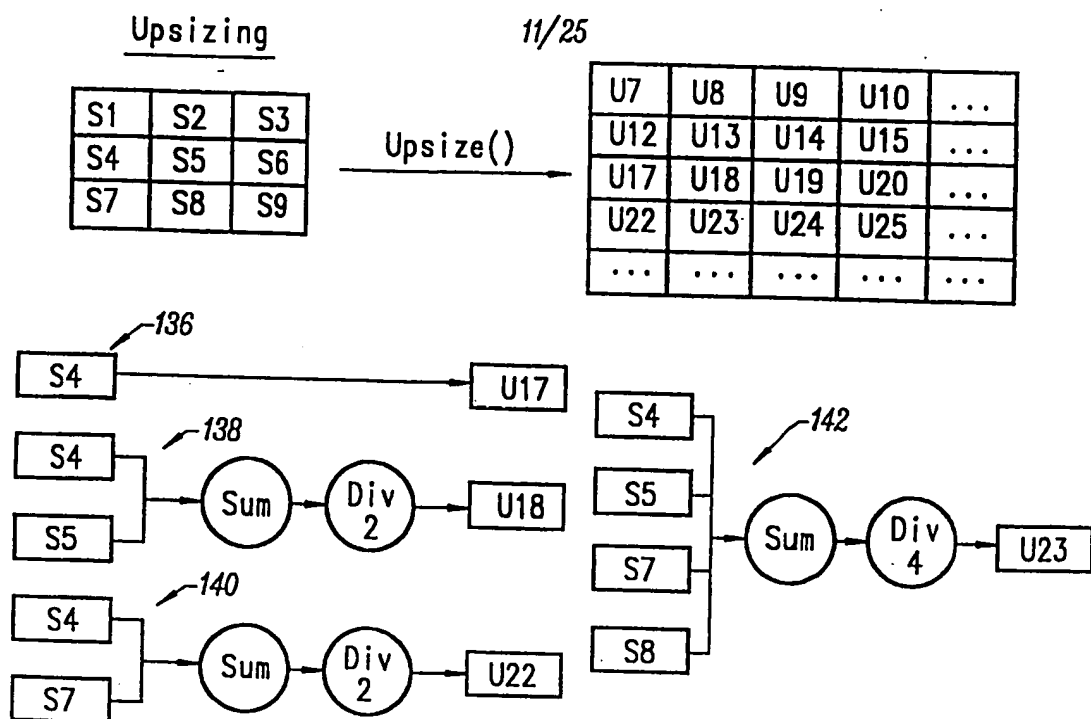 Upsizing
11/25
S1 S2 S3
S4 S5 S6
S7 S8 S9
Upsize()
U7 U8 U9 U10 ...
U12 U13 U14 U15 ...
U17 U18 U19 U20 ...
U22 U23 U24 U25 ...
... ... ... ... ...
136
S4 U17
138
S4
S5
Sum
Div
2
U18
140
S4
S7
Sum
Div
2
U22
142
S4
S5
S7
S8
Sum
Div
4
U23